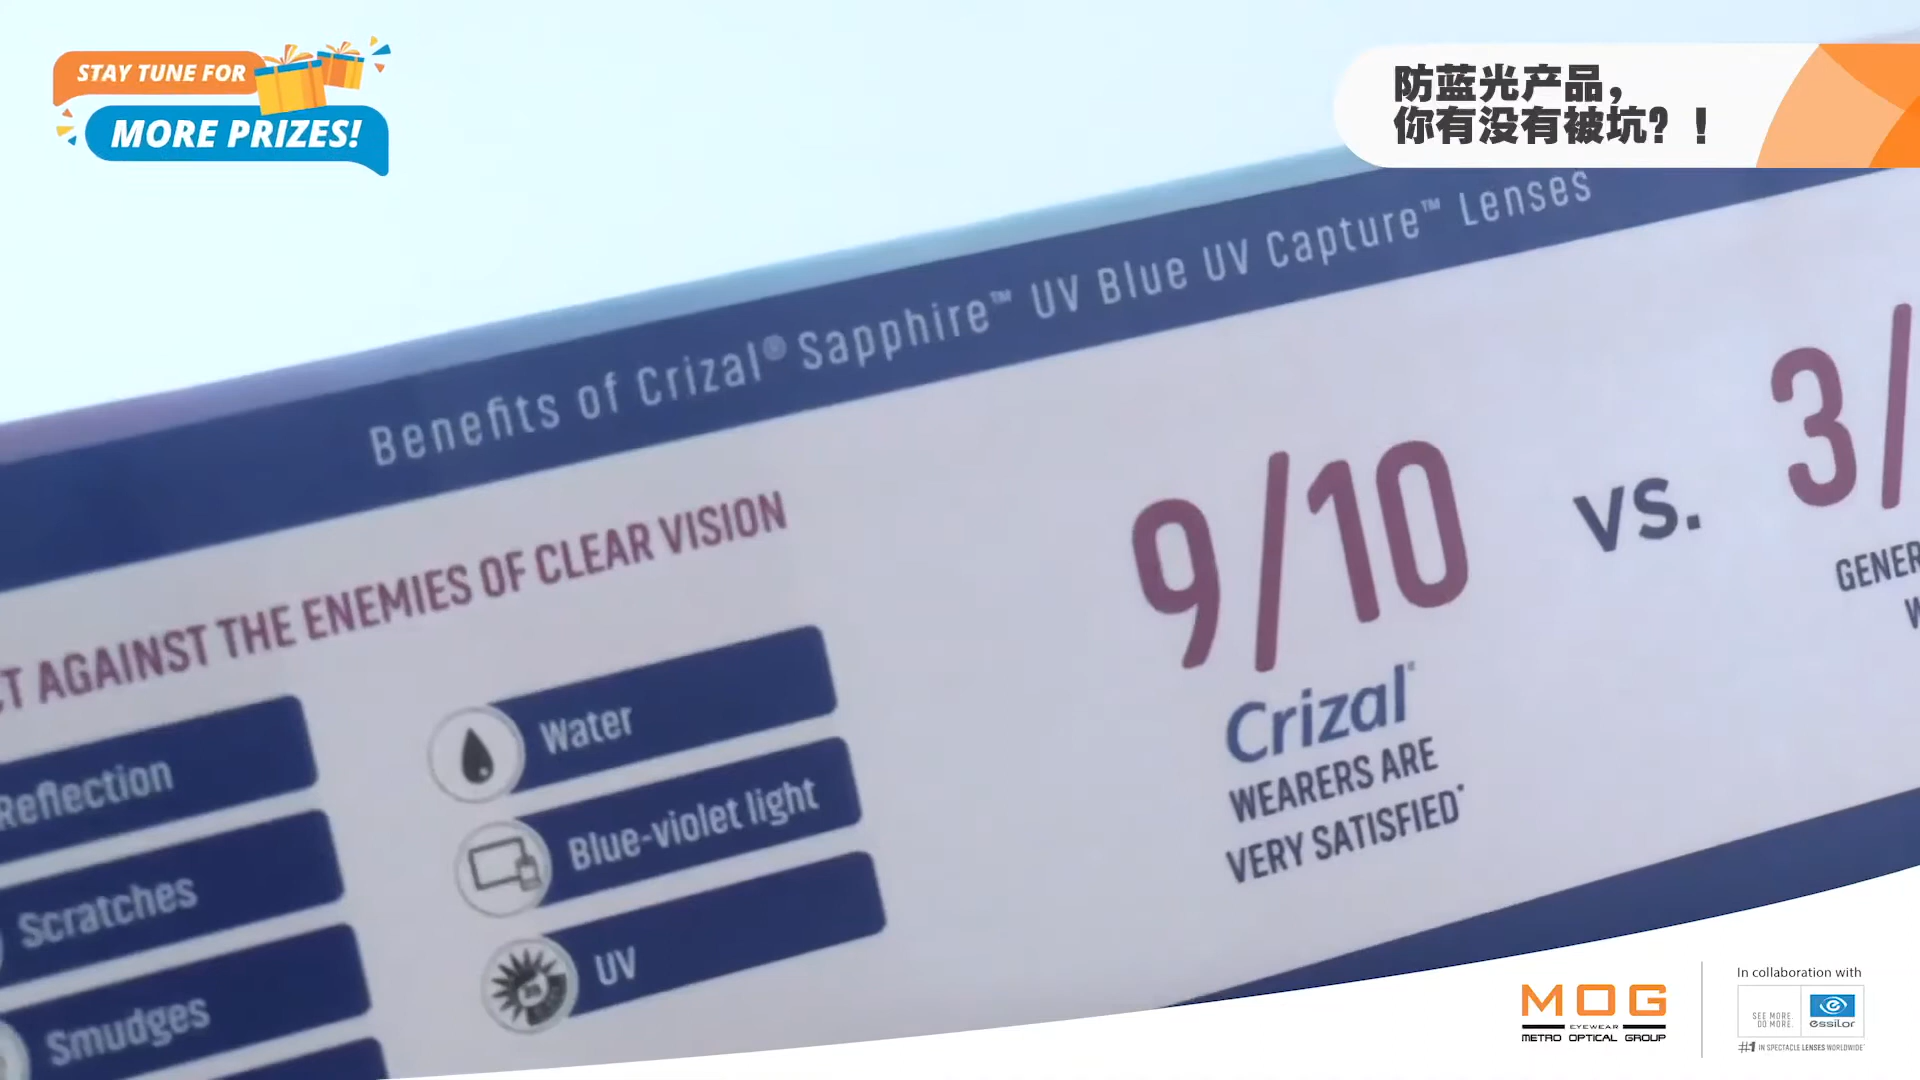 STAY TUNE FOR
MORE PRIZES!
防蓝光产品，
你有没有被坑？！
Benefits of Crizal® Sapphire™ UV Blue UV Capture™ Lenses
AGAINST THE ENEMIES OF CLEAR VISION
Reflection
Scratches
Smudges
Water
Blue-violet light
UV
9/10
Crizal®
WEARERS ARE
VERY SATISFIED*
vs.
3/
MOG
EYEWEAR
METRO OPTICAL GROUP
In collaboration with
SEE MORE.
DO MORE.
essilor
#1 IN SPECTACLE LENSES WORLDWIDE*